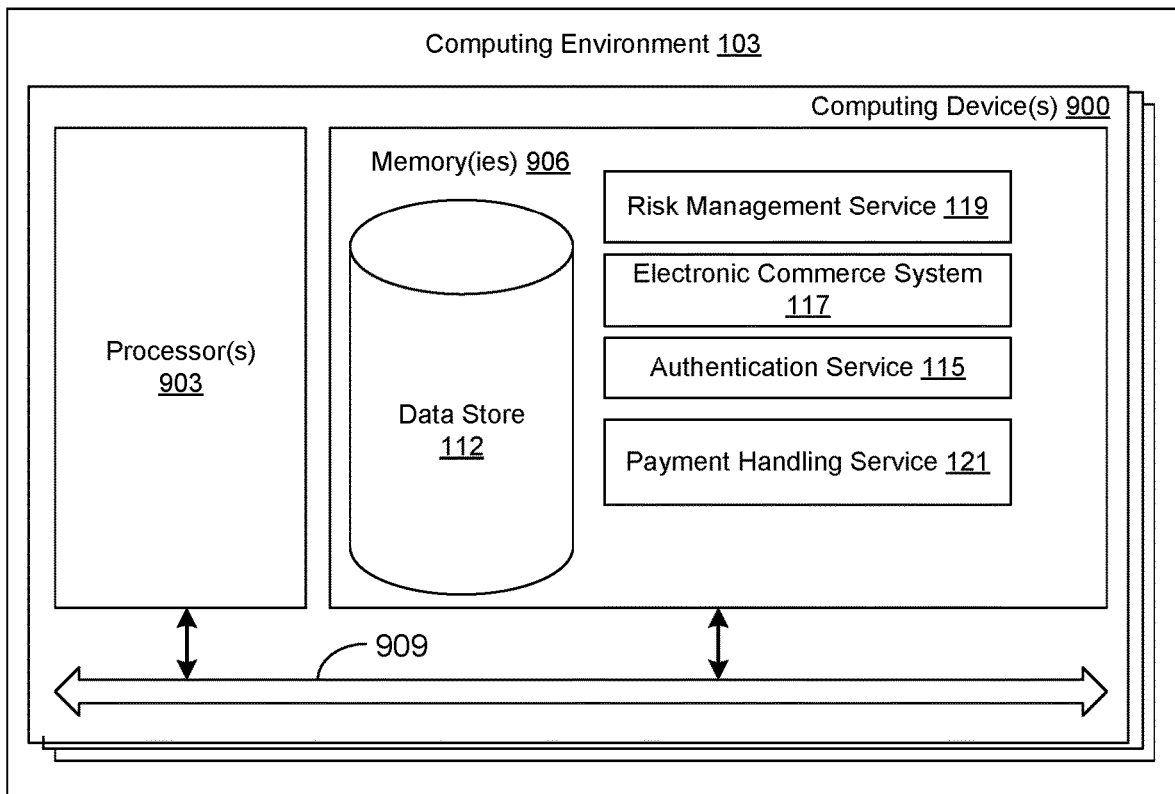 Computing Environment 103
Computing Device(s) 900
Processor(s)
903
Memory(ies) 906
Data Store
112
Risk Management Service 119
Electronic Commerce System
117
Authentication Service 115
Payment Handling Service 121
909